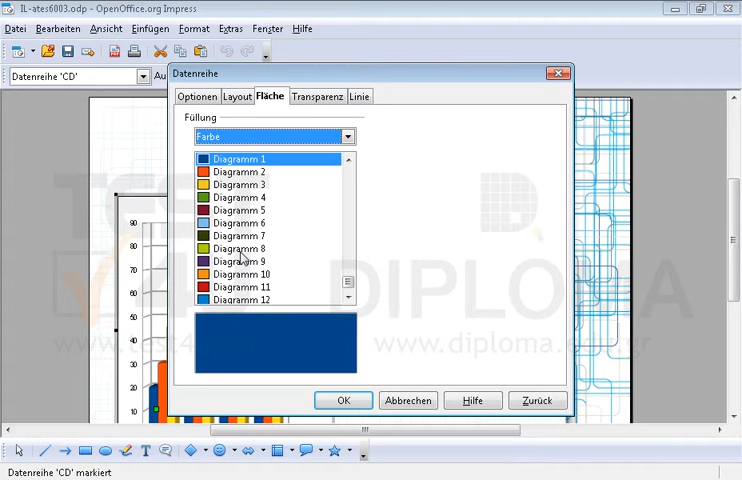 IL-ates6003.odp - OpenOffice.org Impress
Datei Bearbeiten Ansicht Einfügen Format Extras Fenster Hilfe
Datenreihe 'CD' Au
Datenreihe
Optionen Layout Fläche Transparenz Linie
Füllung
Farbe
Diagramm 1
Diagramm 2
Diagramm 3
Diagramm 4
Diagramm 5
Diagramm 6
Diagramm 7
Diagramm 8
Diagramm 9
Diagramm 10
Diagramm 11
Diagramm 12
90
80
70
60
50
40
30
20
10
OK Abbrechen Hilfe Zurück
TEST
4U
DIPLOMA
www.diploma.edu.gr
Datenreihe 'CD' markiert